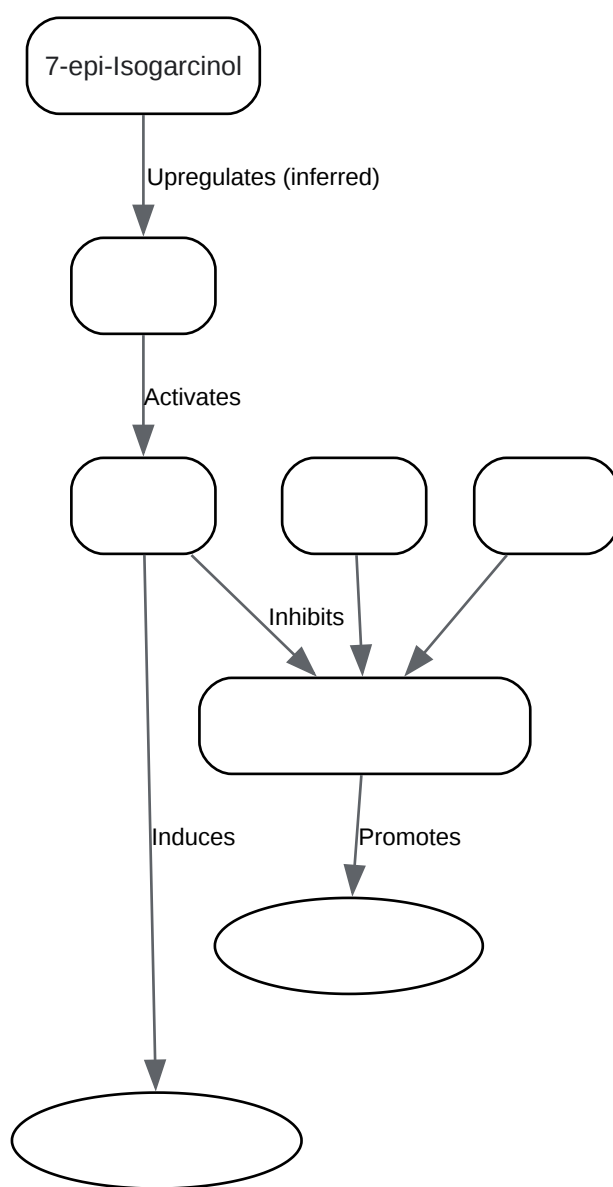 7-epi-Isogarcinol
Upregulates (inferred)
Activates
Inhibits
Induces
Promotes